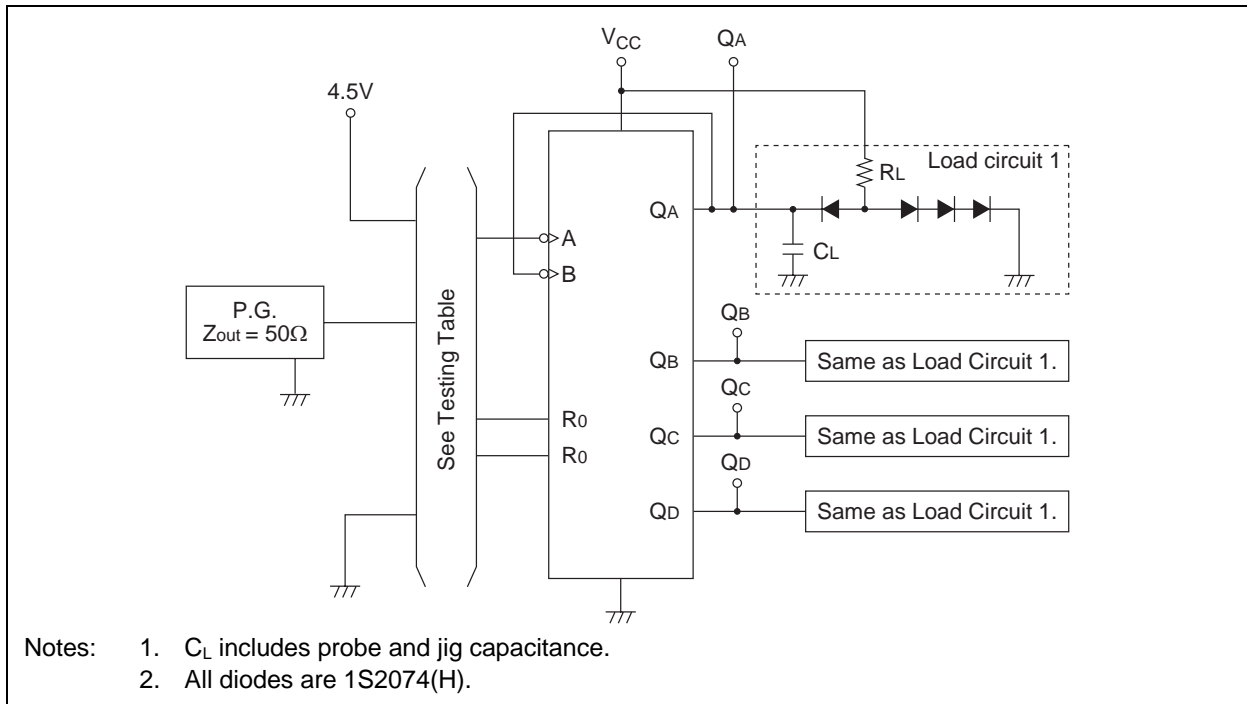 VCC
QA
4.5V
Load circuit 1
RL
QA
CL
A
B
P.G.
Zout = 50Ω
See Testing Table
QB
QB
Same as Load Circuit 1.
QC
R0
QC
Same as Load Circuit 1.
R0
QD
QD
Same as Load Circuit 1.
Notes: 1. CL includes probe and jig capacitance.
2. All diodes are 1S2074(H).